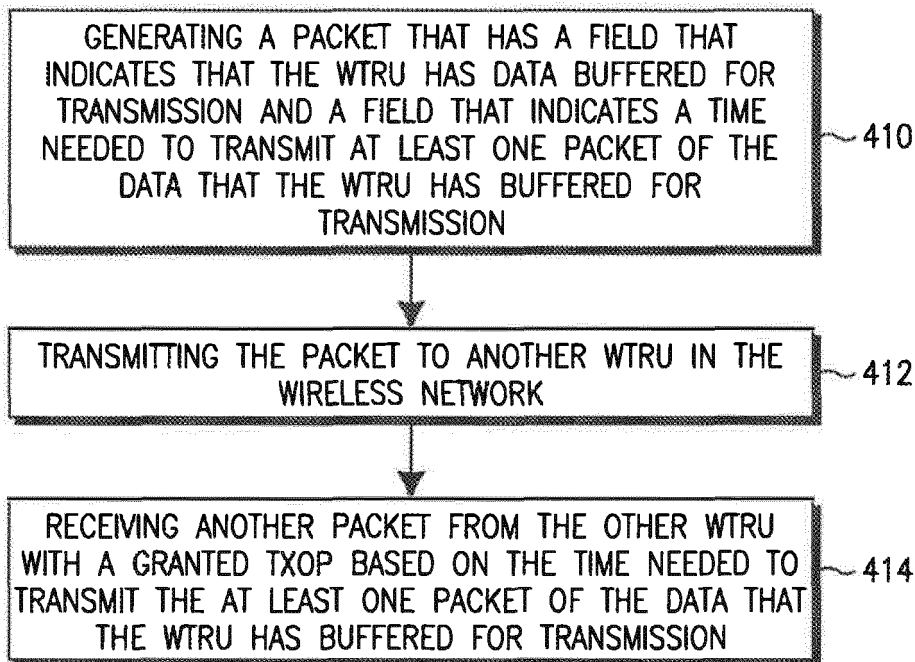 GENERATING A PACKET THAT HAS A FIELD THAT
INDICATES THAT THE WTRU HAS DATA BUFFERED FOR
TRANSMISSION AND A FIELD THAT INDICATES A TIME
NEEDED TO TRANSMIT AT LEAST ONE PACKET OF THE
DATA THAT THE WTRU HAS BUFFERED FOR
TRANSMISSION
410
TRANSMITTING THE PACKET TO ANOTHER WTRU IN THE
WIRELESS NETWORK
412
RECEIVING ANOTHER PACKET FROM THE OTHER WTRU
WITH A GRANTED TXOP BASED ON THE TIME NEEDED TO
TRANSMIT THE AT LEAST ONE PACKET OF THE DATA THAT
THE WTRU HAS BUFFERED FOR TRANSMISSION
414